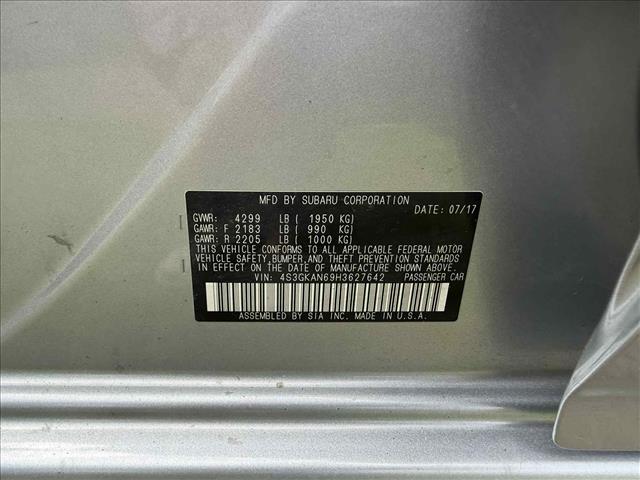 MFD BY SUBARU CORPORATION
DATE: 07/17
GVWR: 4299 LB ( 1950 KG)
GAWR: F 2183 LB ( 990 KG)
GAWR: R 2205 LB ( 1000 KG)
THIS VEHICLE CONFORMS TO ALL APPLICABLE FEDERAL MOTOR
VEHICLE SAFETY, BUMPER, AND THEFT PREVENTION STANDARDS
IN EFFECT ON THE DATE OF MANUFACTURE SHOWN ABOVE.
VIN: 4S3GKAN69H3627642 PASSENGER CAR
ASSEMBLED BY SIA INC. MADE IN U.S.A.